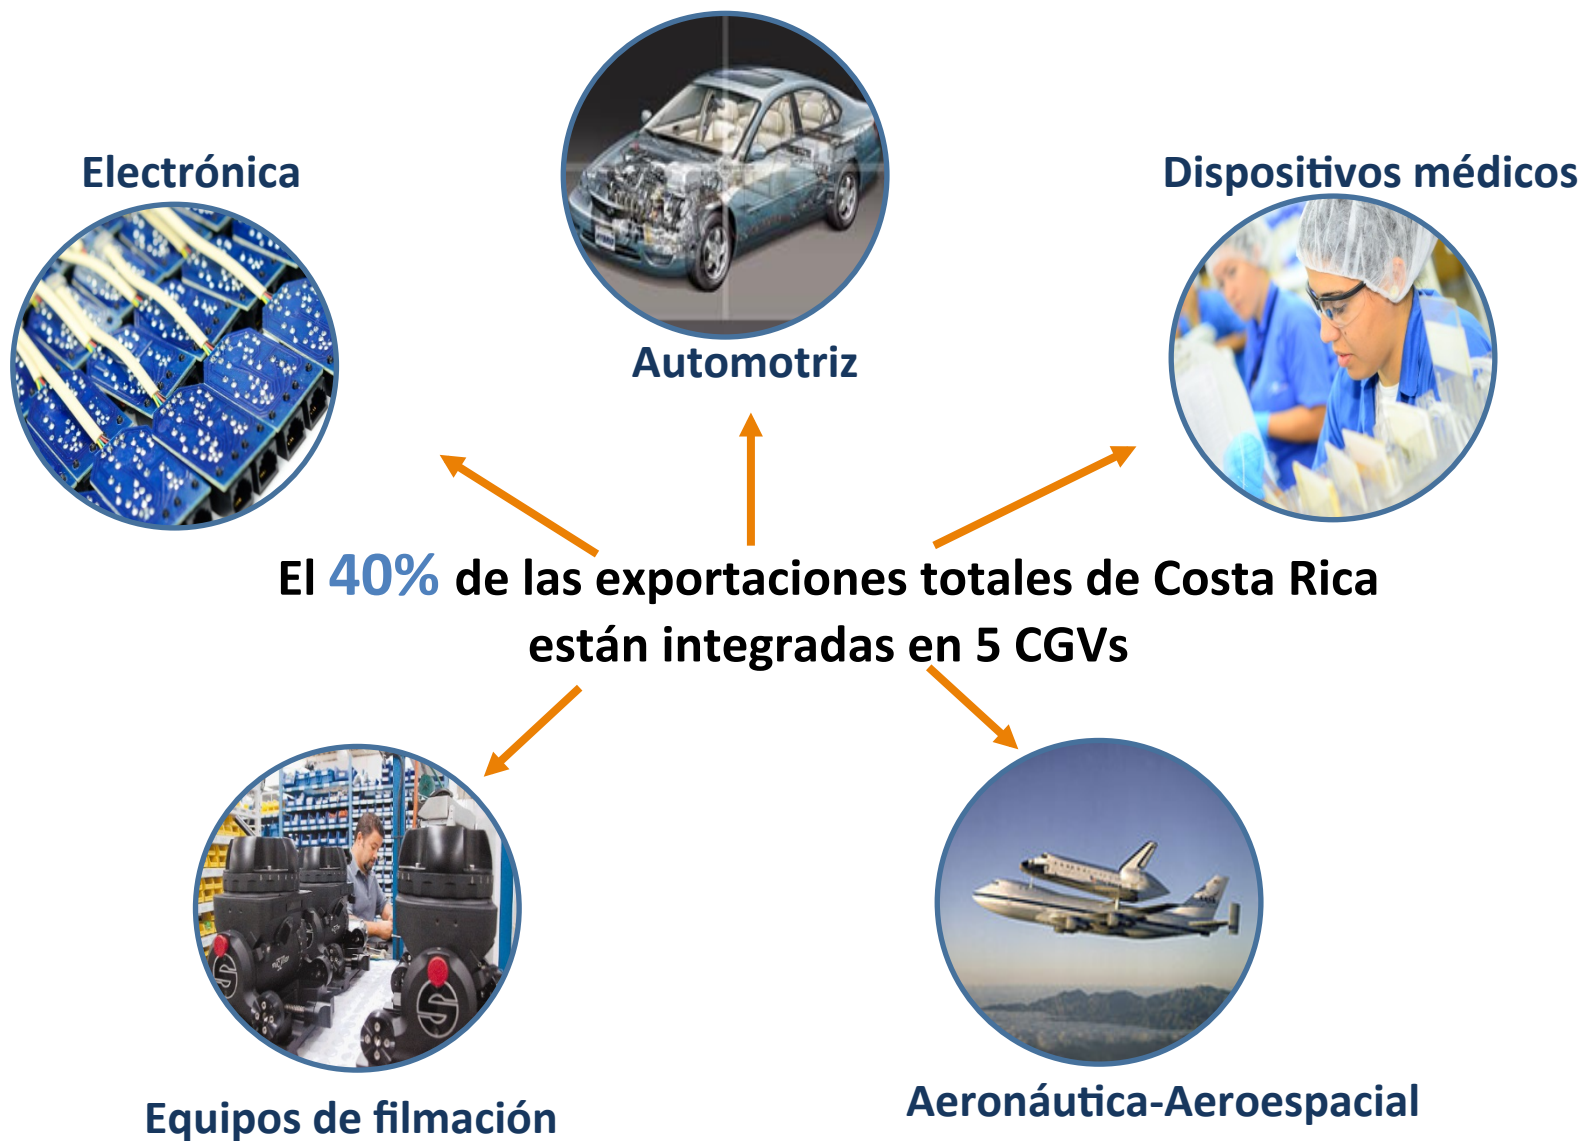 Electrónica
Automotriz
Dispositivos médicos
El 40% de las exportaciones totales de Costa Rica
están integradas en 5 CGVs
Equipos de filmación
Aeronáutica-Aeroespacial